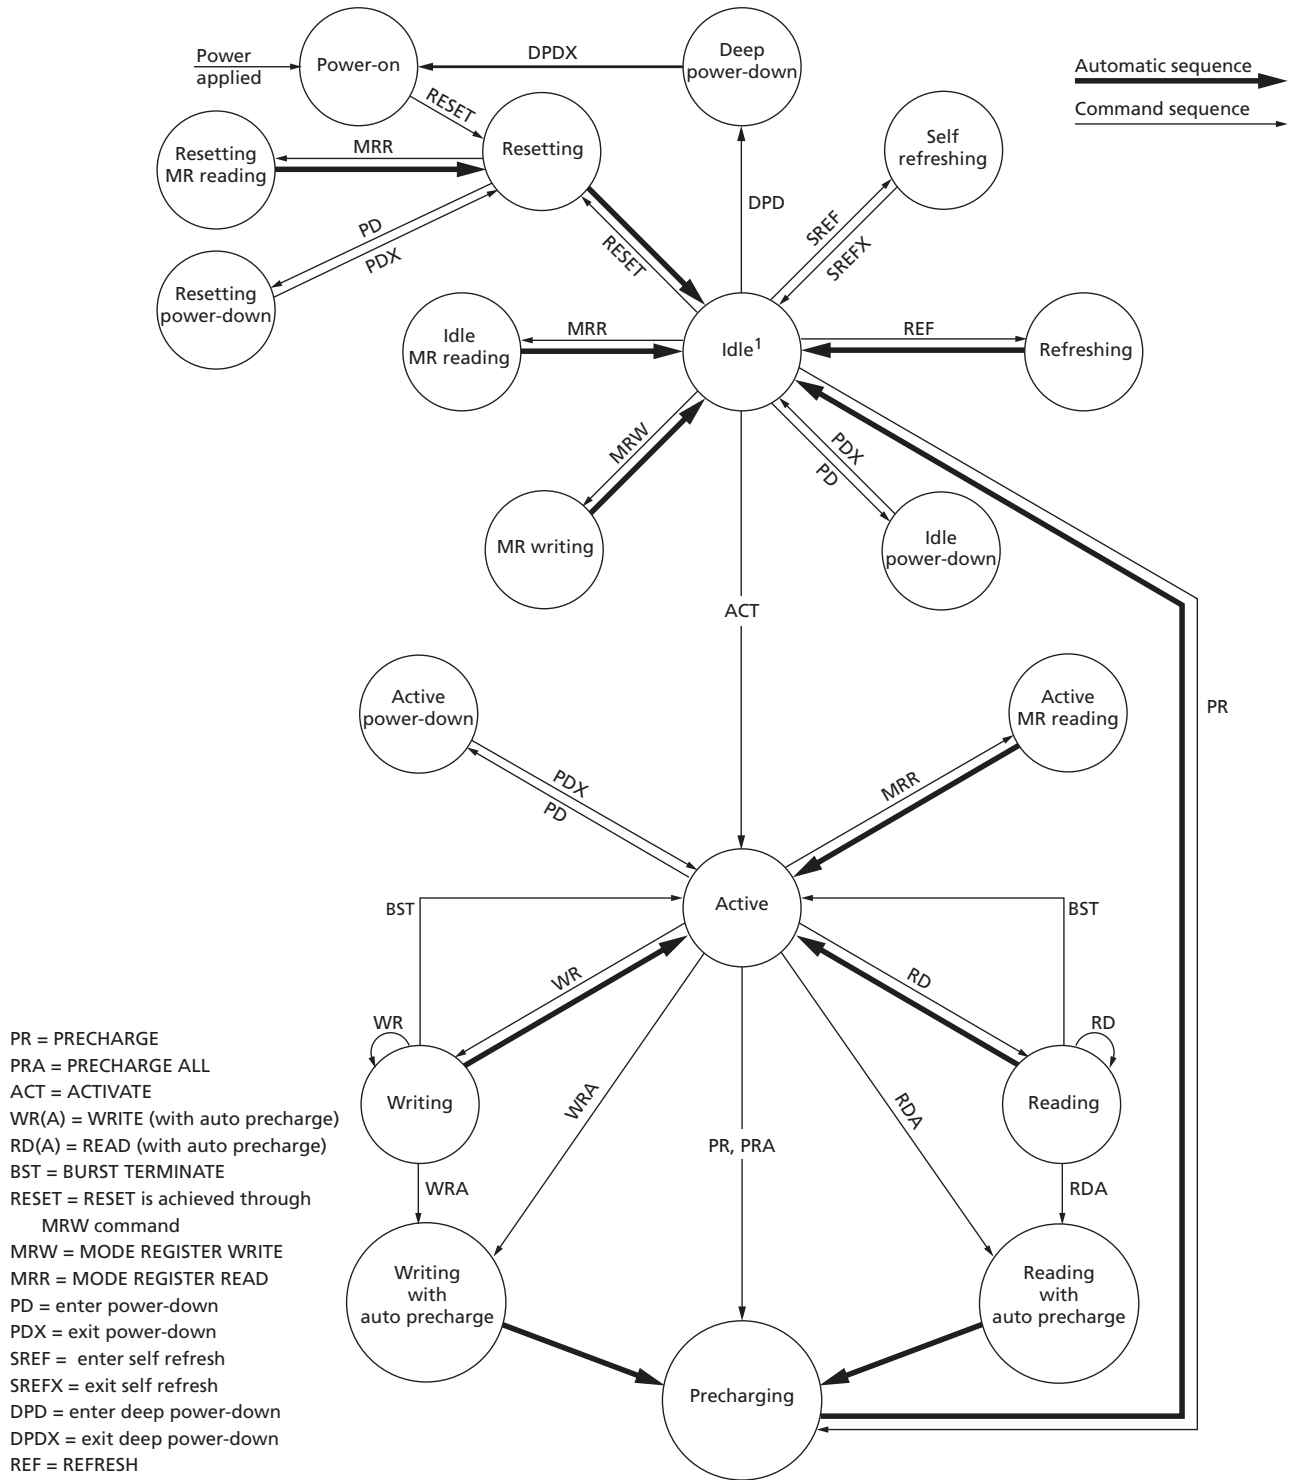 Power
applied
Power-on
DPDX
Deep
power-down
Automatic sequence
Command sequence
RESET
Resetting
MR reading
MRR
Resetting
Self
refreshing
PD
PDX
Resetting
power-down
RESET
DPD
SREF
SREFX
Idle
MR reading
MRR
Idle1
REF
Refreshing
MRW
PDX
PD
MR writing
Idle
power-down
ACT
Active
power-down
Active
MR reading
PR
PDX
PD
MRR
Active
BST
BST
WR
RD
WR
RD
Writing
Reading
WRA
RDA
PR, PRA
WRA
RDA
Writing
with
auto precharge
Reading
with
auto precharge
Precharging
PR = PRECHARGE
PRA = PRECHARGE ALL
ACT = ACTIVATE
WR(A) = WRITE (with auto precharge)
RD(A) = READ (with auto precharge)
BST = BURST TERMINATE
RESET = RESET is achieved through
MRW command
MRW = MODE REGISTER WRITE
MRR = MODE REGISTER READ
PD = enter power-down
PDX = exit power-down
SREF = enter self refresh
SREFX = exit self refresh
DPD = enter deep power-down
DPDX = exit deep power-down
REF = REFRESH